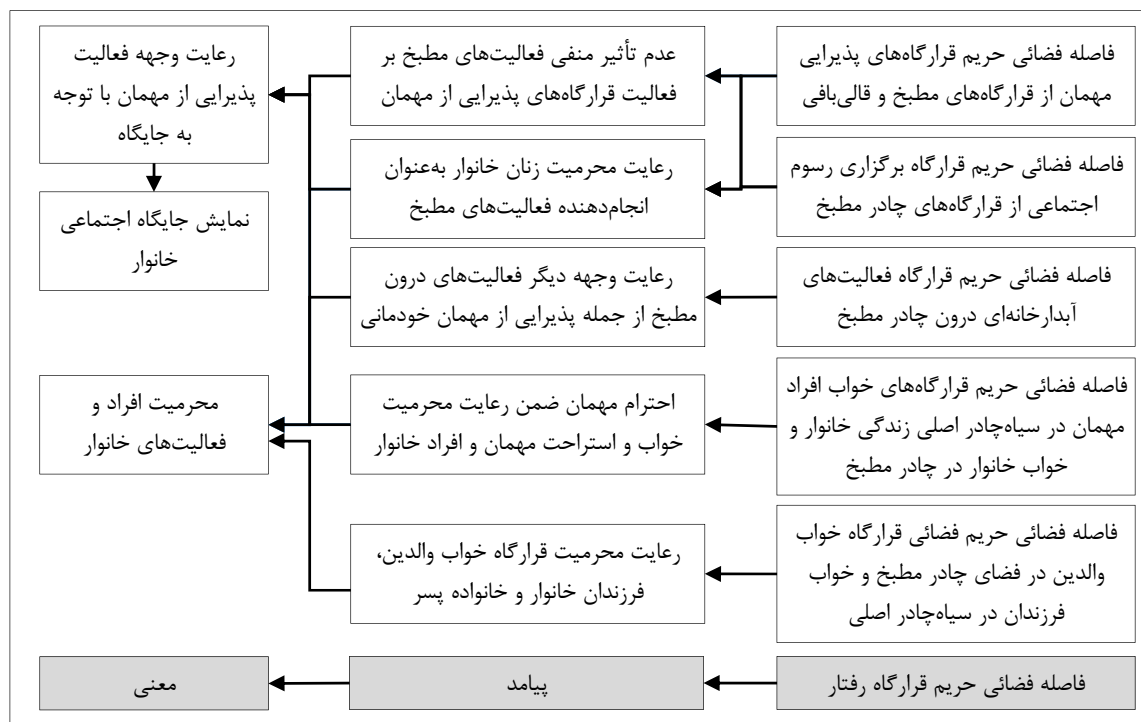 فاصله فضائی حریم قرارگاه‌های پذیرایی
مهمان از قرارگاه‌های مطبخ و قالی‌بافی
فاصله فضائی حریم قرارگاه برگزاری رسوم
اجتماعی از قرارگاه‌های چادر مطبخ
فاصله فضائی حریم قرارگاه فعالیت‌های
آبدارخانه‌ای درون چادر مطبخ
فاصله فضائی حریم قرارگاه‌های خواب افراد
مهمان در سیاه‌چادر اصلی زندگی خانوار و
خواب خانوار در چادر مطبخ
فاصله فضائی حریم فضائی قرارگاه خواب
والدین در فضای چادر مطبخ و خواب
فرزندان در سیاه‌چادر اصلی
فاصله فضائی حریم قرارگاه رفتار
عدم تأثیر منفی فعالیت‌های مطبخ بر
فعالیت قرارگاه‌های پذیرایی از مهمان
رعایت محرمیت زنان خانوار به‌عنوان
انجام‌دهنده فعالیت‌های مطبخ
رعایت وجهه دیگر فعالیت‌های درون
مطبخ از جمله پذیرایی از مهمان خودمانی
احترام مهمان ضمن رعایت محرمیت
خواب و استراحت مهمان و افراد خانوار
رعایت محرمیت قرارگاه خواب والدین،
فرزندان خانوار و خانواده پسر
پیامد
رعایت وجهه فعالیت
پذیرایی از مهمان با توجه
به جایگاه
نمایش جایگاه اجتماعی
خانوار
محرمیت افراد و
فعالیت‌های خانوار
معنی